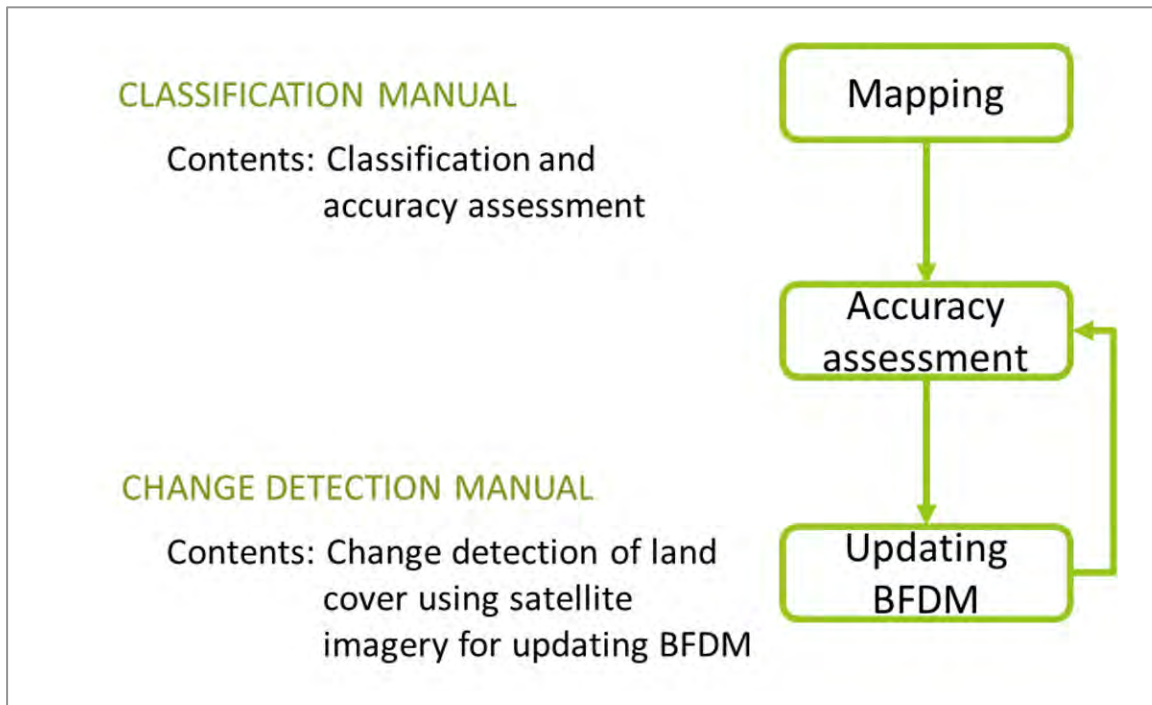 CLASSIFICATION MANUAL
Contents: Classification and
accuracy assessment
CHANGE DETECTION MANUAL
Contents: Change detection of land
cover using satellite
imagery for updating BFDM
Mapping
Accuracy
assessment
Updating
BFDM